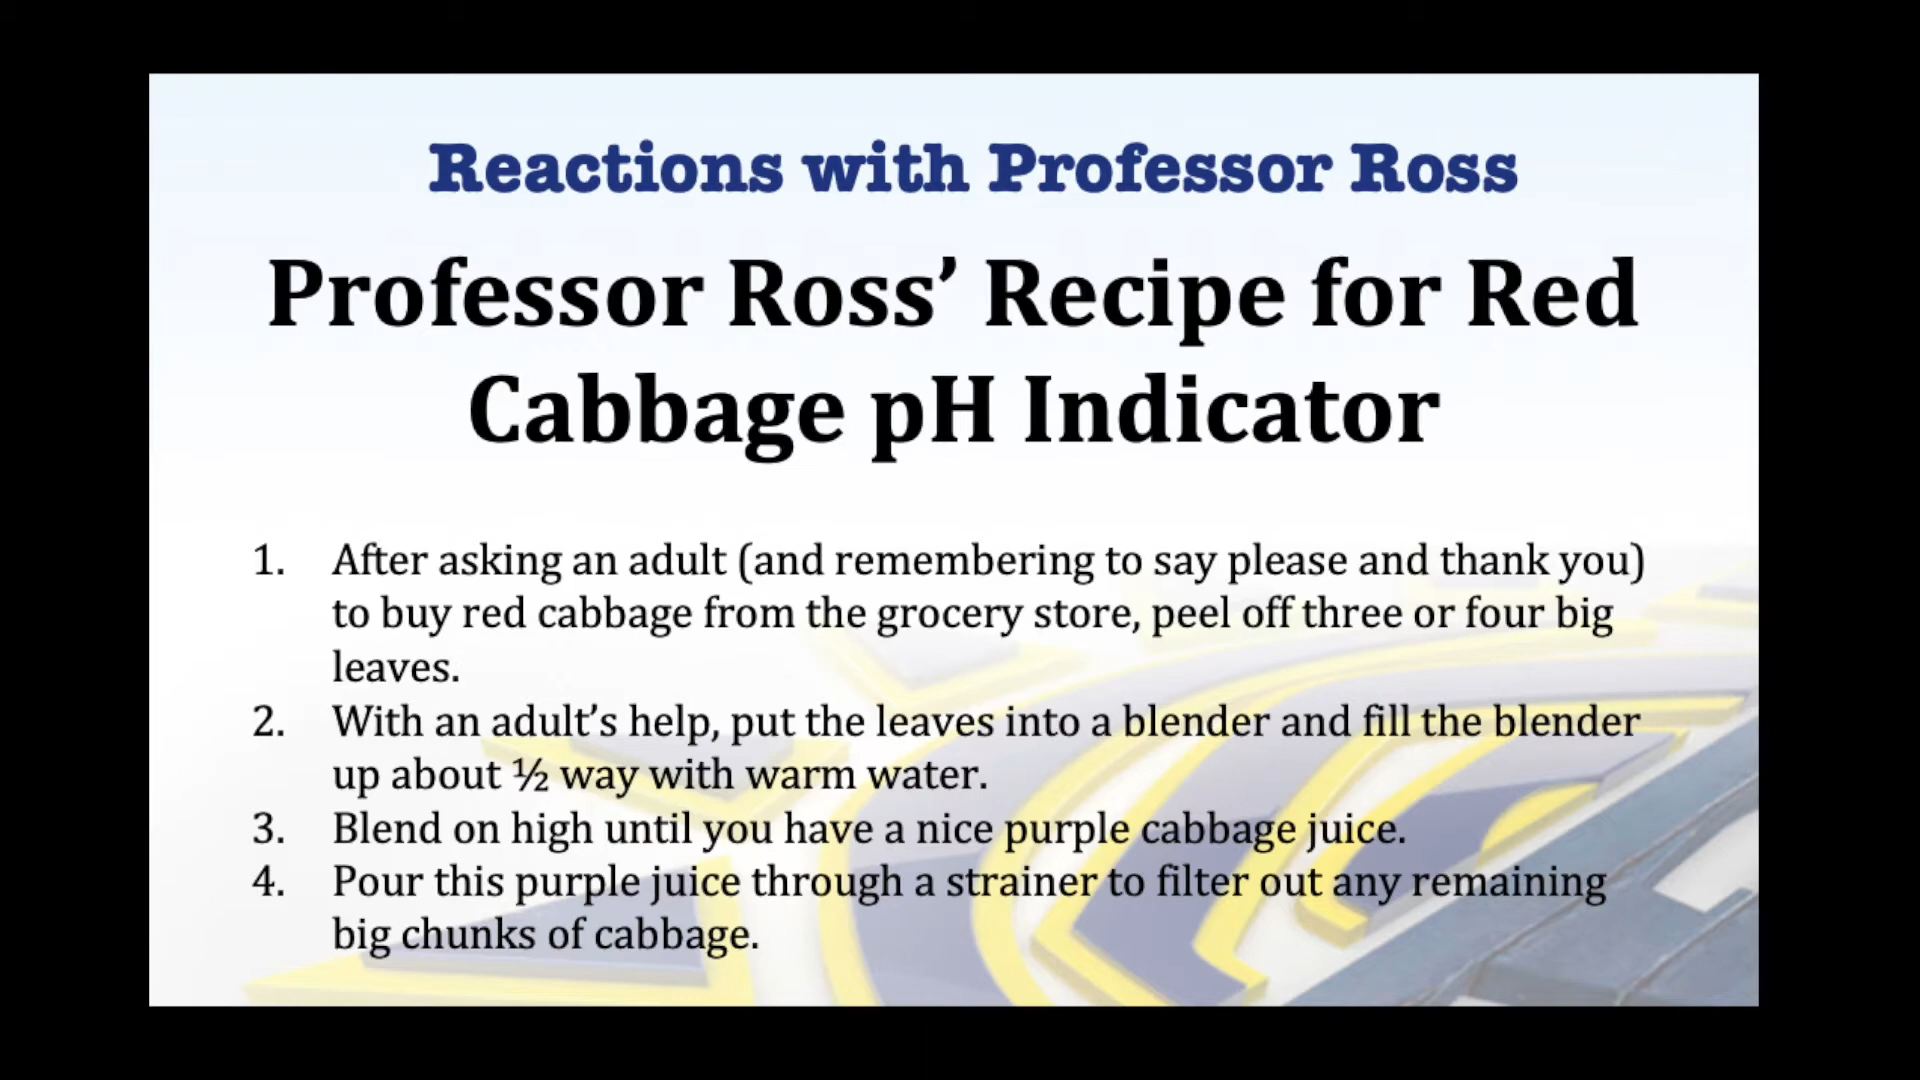 Reactions with Professor Ross
Professor Ross’ Recipe for Red
Cabbage pH Indicator
1. After asking an adult (and remembering to say please and thank you)
to buy red cabbage from the grocery store, peel off three or four big
leaves.
2. With an adult’s help, put the leaves into a blender and fill the blender
up about ½ way with warm water.
3. Blend on high until you have a nice purple cabbage juice.
4. Pour this purple juice through a strainer to filter out any remaining
big chunks of cabbage.